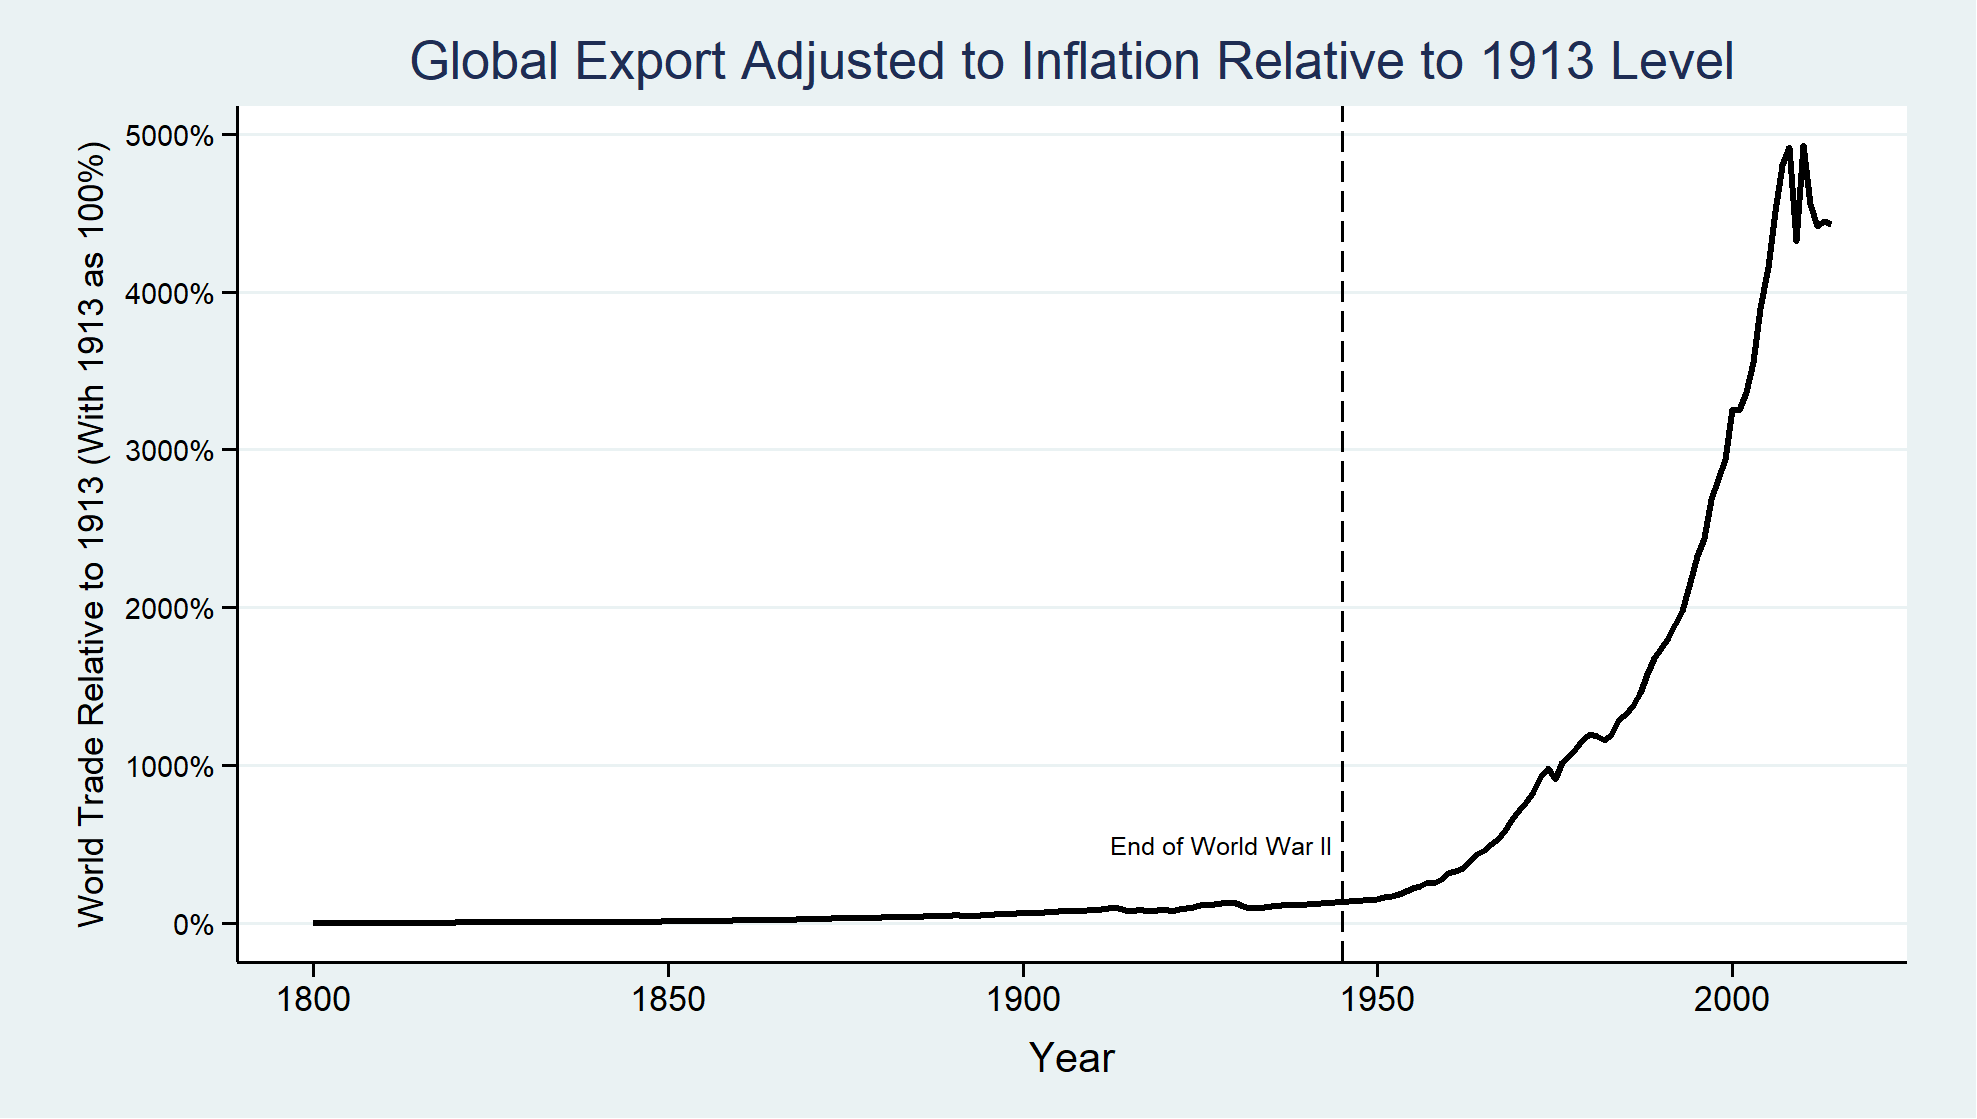 Global Export Adjusted to Inflation Relative to 1913 Level
World Trade Relative to 1913 (With 1913 as 100%)
5000%
4000%
3000%
2000%
1000%
0%
End of World War II
1800
1850
1900
1950
2000
Year